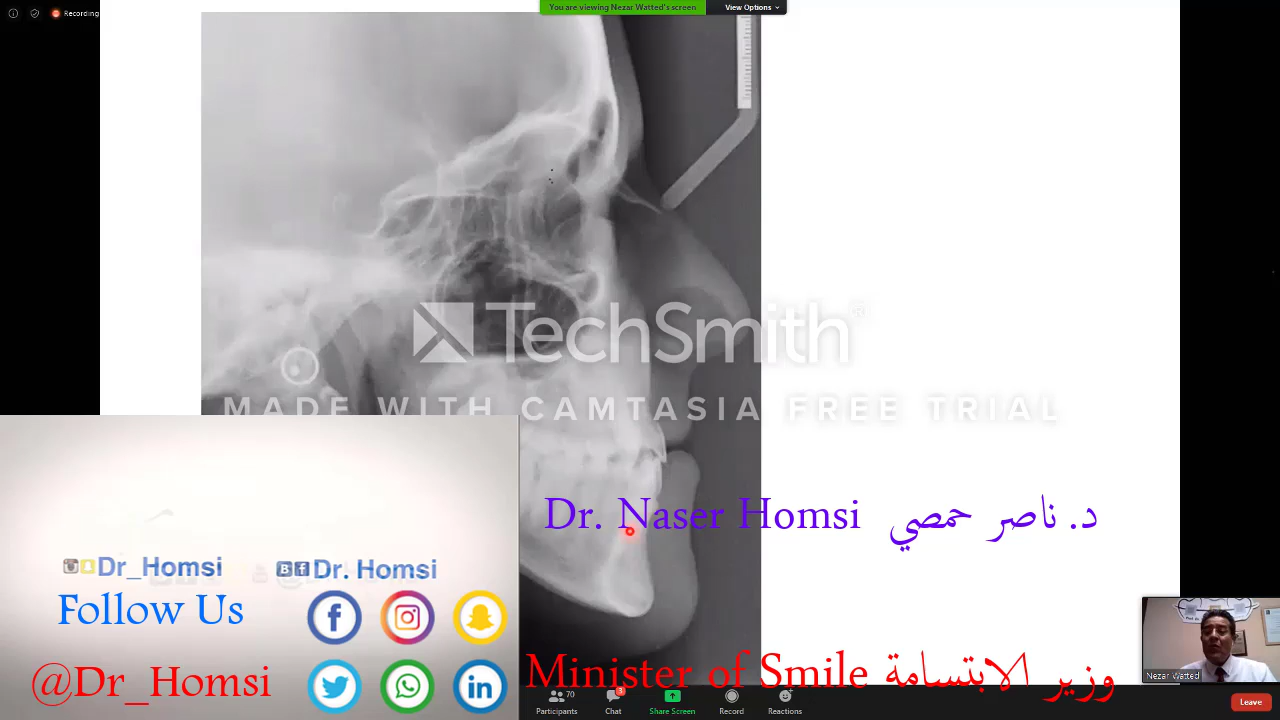 Recording
You are viewing Nezar Watted's screen
View Options
TechSmith
MADE WITH CAMTASIA FREE TRIAL
Dr. Naser Homsi د. ناصر حمصي
Dr_Homsi
Dr. Homsi
Follow Us
@Dr_Homsi
Minister of Smile وزير الابتسامة
Nezar Watted
70
3
Participants
Chat
Share Screen
Record
Reactions
Leave